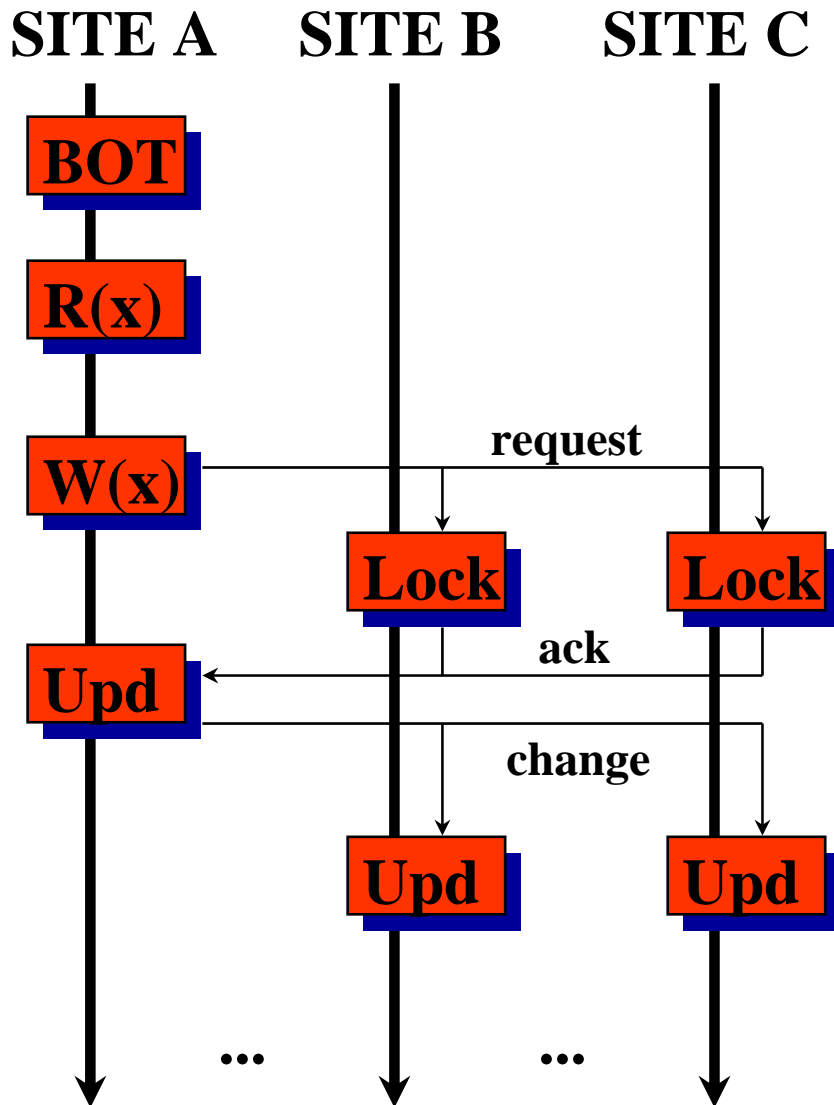 SITE A SITE B SITE C
BOT
R(x)
request
W(x)
Lock Lock
ack
Upd
change
Upd Upd
... ...